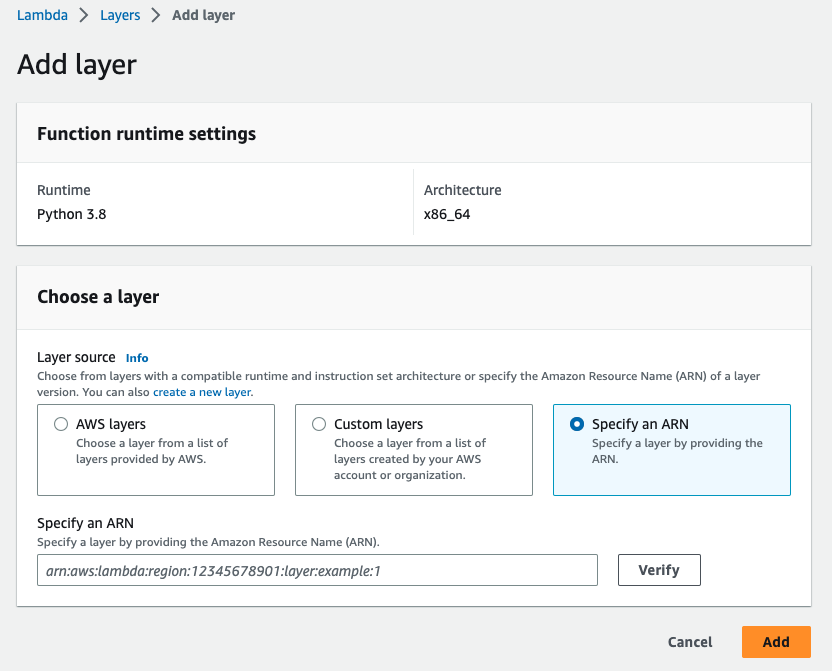 Lambda > Layers > Add layer
Add layer
Function runtime settings
Runtime
Python 3.8
Architecture
x86_64
Choose a layer
Layer source Info
Choose from layers with a compatible runtime and instruction set architecture or specify the Amazon Resource Name (ARN) of a layer
version. You can also create a new layer.
AWS layers
Choose a layer from a list of
layers provided by AWS.
Custom layers
Choose a layer from a list of
layers created by your AWS
account or organization.
Specify an ARN
Specify a layer by providing the
ARN.
Specify an ARN
Specify a layer by providing the Amazon Resource Name (ARN).
arn:aws:lambda:region:12345678901:layer:example:1
Verify
Cancel
Add